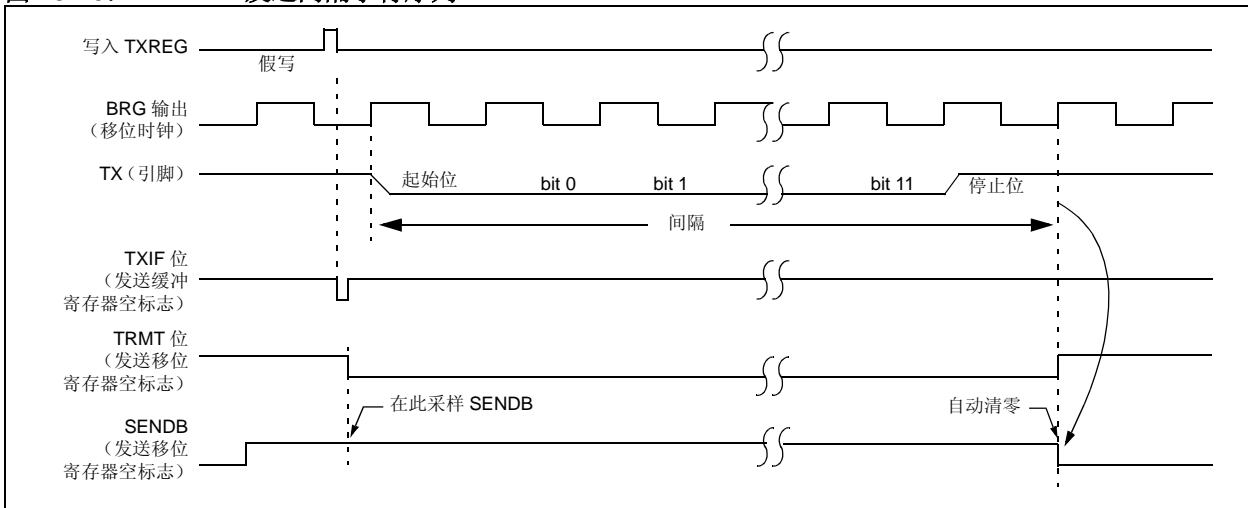 写入 TXREG
假写
BRG 输出
（移位时钟）
TX（引脚）
起始位
bit 0
bit 1
bit 11
停止位
间隔
TXIF 位
（发送缓冲
寄存器空标志）
TRMT 位
（发送移位
寄存器空标志）
在此采样 SENDB
自动清零
SENDB
（发送移位
寄存器空标志）